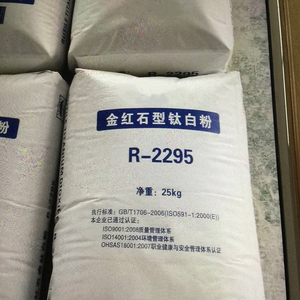 R-2295
金红石型钛白粉
R-2295
净重：25kg
执行标准：GB/T1706-2006(ISO591-1:2000(E))
本企业已通过认证：
ISO9001:2008质量管理体系
ISO14001:2004环境管理体系
OHSAS18001:2007职业健康与安全管理体系认证
粉